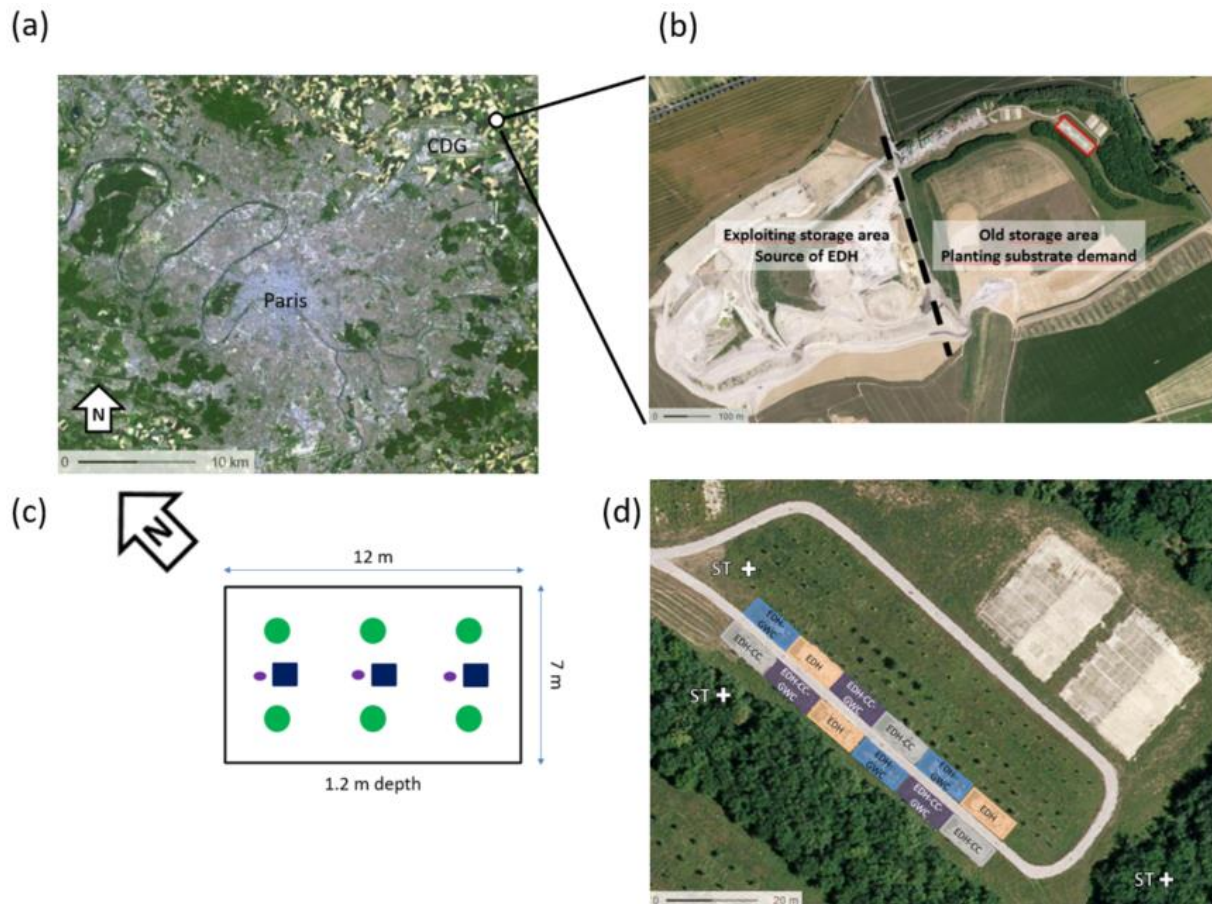 (a)
CDG
Paris
N
0 10 km
(b)
Exploiting storage area
Source of EDH
Old storage area
Planting substrate demand
0 100 m
(c)
N
12 m
7 m
1.2 m depth
(d)
ST
EDH-
GWC
EDH
EDH-CC-
GWC
EDH-CC
EDH-
GWC
EDH
EDH-CC
EDH-CC-
GWC
EDH
EDH-
GWC
EDH-CC-
GWC
EDH-CC
ST
ST
0 20 m